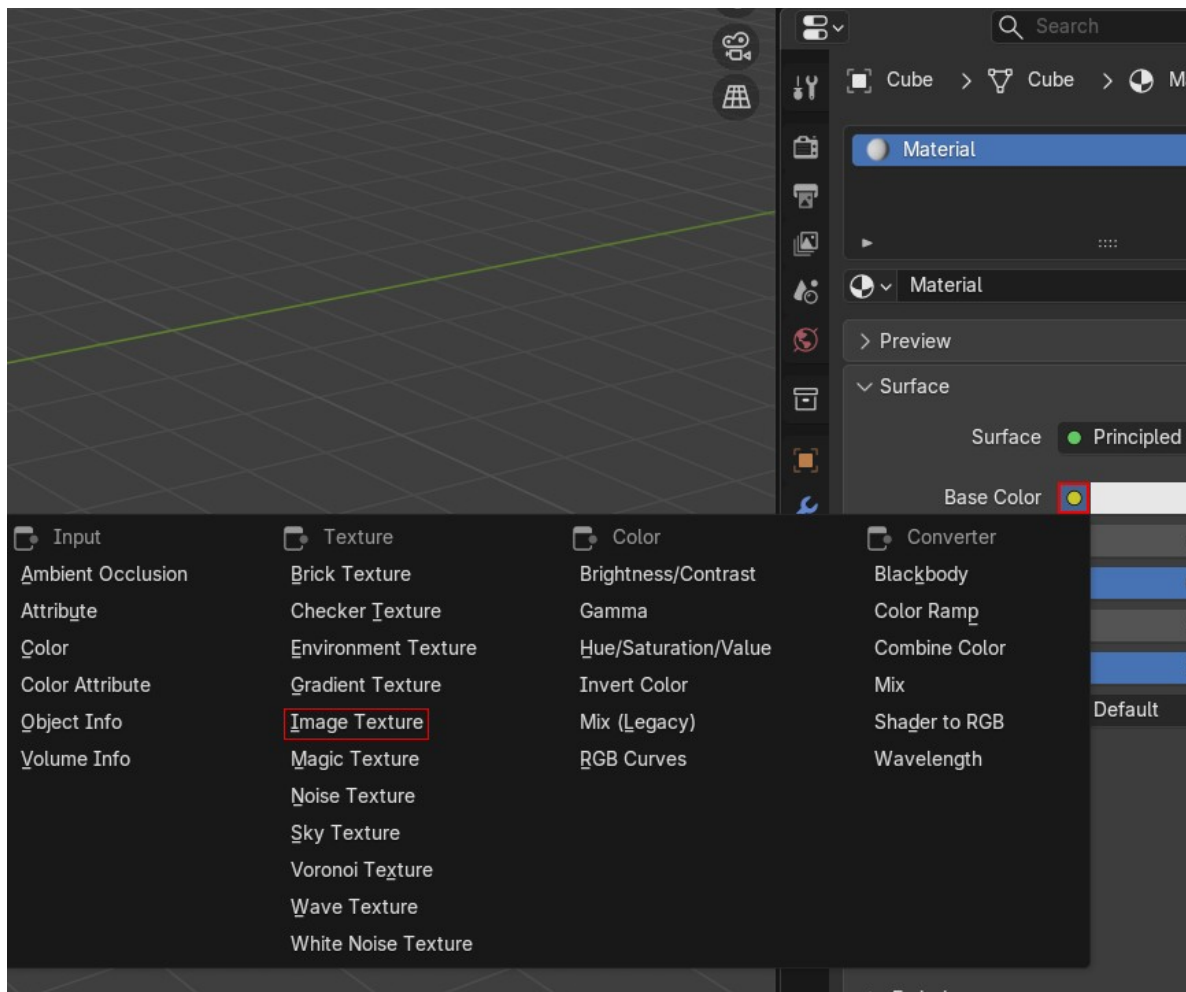 Search
Cube > Cube > M
Material
Material
Preview
Surface
Surface Principled
Base Color
Input
Ambient Occlusion
Attribute
Color
Color Attribute
Object Info
Volume Info
Texture
Brick Texture
Checker Texture
Environment Texture
Gradient Texture
Image Texture
Magic Texture
Noise Texture
Sky Texture
Voronoi Texture
Wave Texture
White Noise Texture
Color
Brightness/Contrast
Gamma
Hue/Saturation/Value
Invert Color
Mix (Legacy)
RGB Curves
Converter
Blackbody
Color Ramp
Combine Color
Mix
Shader to RGB
Wavelength
Default